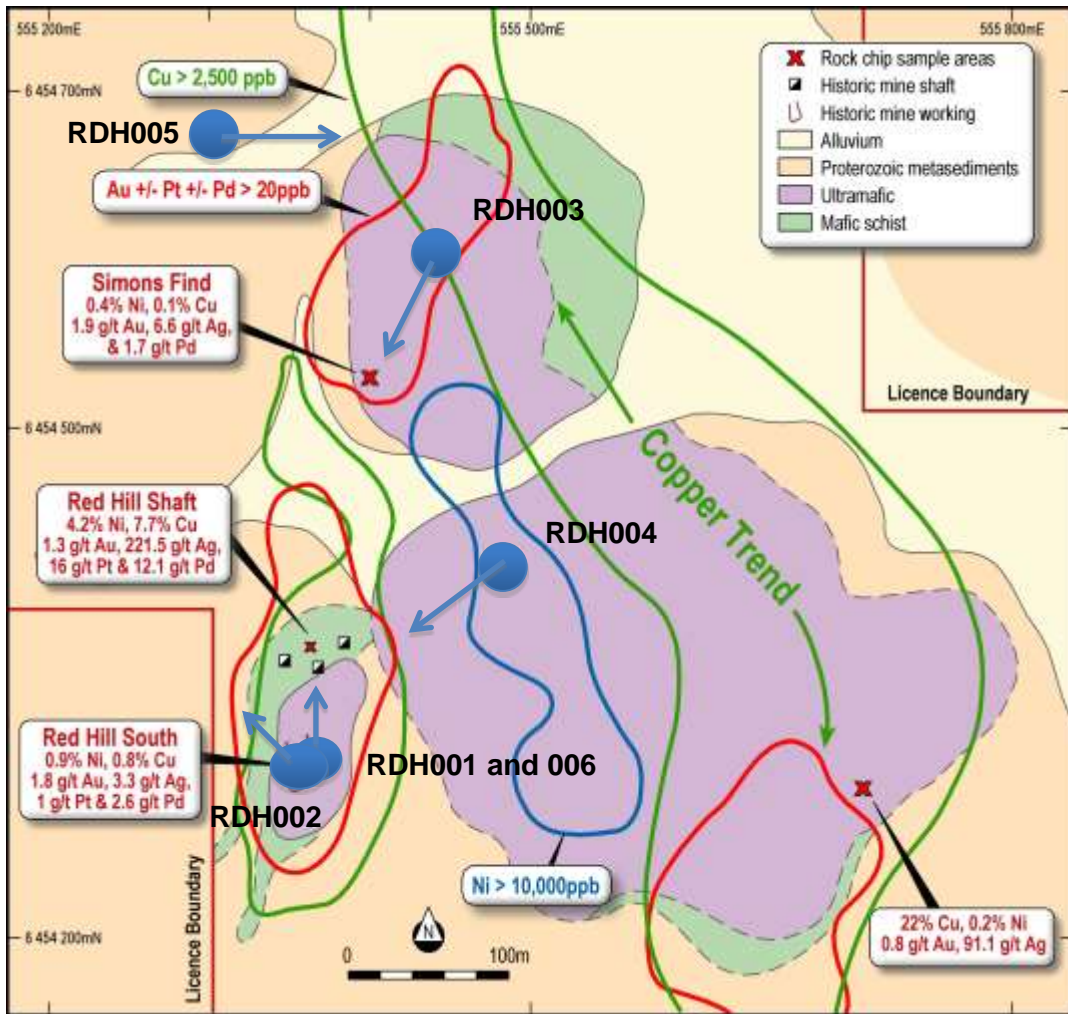 555 200mE
555 500mE
555 800mE
Rock chip sample areas
Historic mine shaft
Historic mine working
Alluvium
Proterozoic metasediments
Ultramafic
Mafic schist
Cu > 2,500 ppb
6 454 700mN
RDH005
Au +/- Pt +/- Pd > 20ppb
RDH003
Simons Find
0.4% Ni, 0.1% Cu
1.9 g/t Au, 6.6 g/t Ag,
& 1.7 g/t Pd
Licence Boundary
6 454 500mN
Copper Trend
Red Hill Shaft
4.2% Ni, 7.7% Cu
1.3 g/t Au, 221.5 g/t Ag,
16 g/t Pt & 12.1 g/t Pd
RDH004
Red Hill South
0.9% Ni, 0.8% Cu
1.8 g/t Au, 3.3 g/t Ag,
1 g/t Pt & 2.6 g/t Pd
RDH001 and 006
RDH002
Licence Boundary
Ni > 10,000ppb
22% Cu, 0.2% Ni
0.8 g/t Au, 91.1 g/t Ag
6 454 200mN
N
0
100m